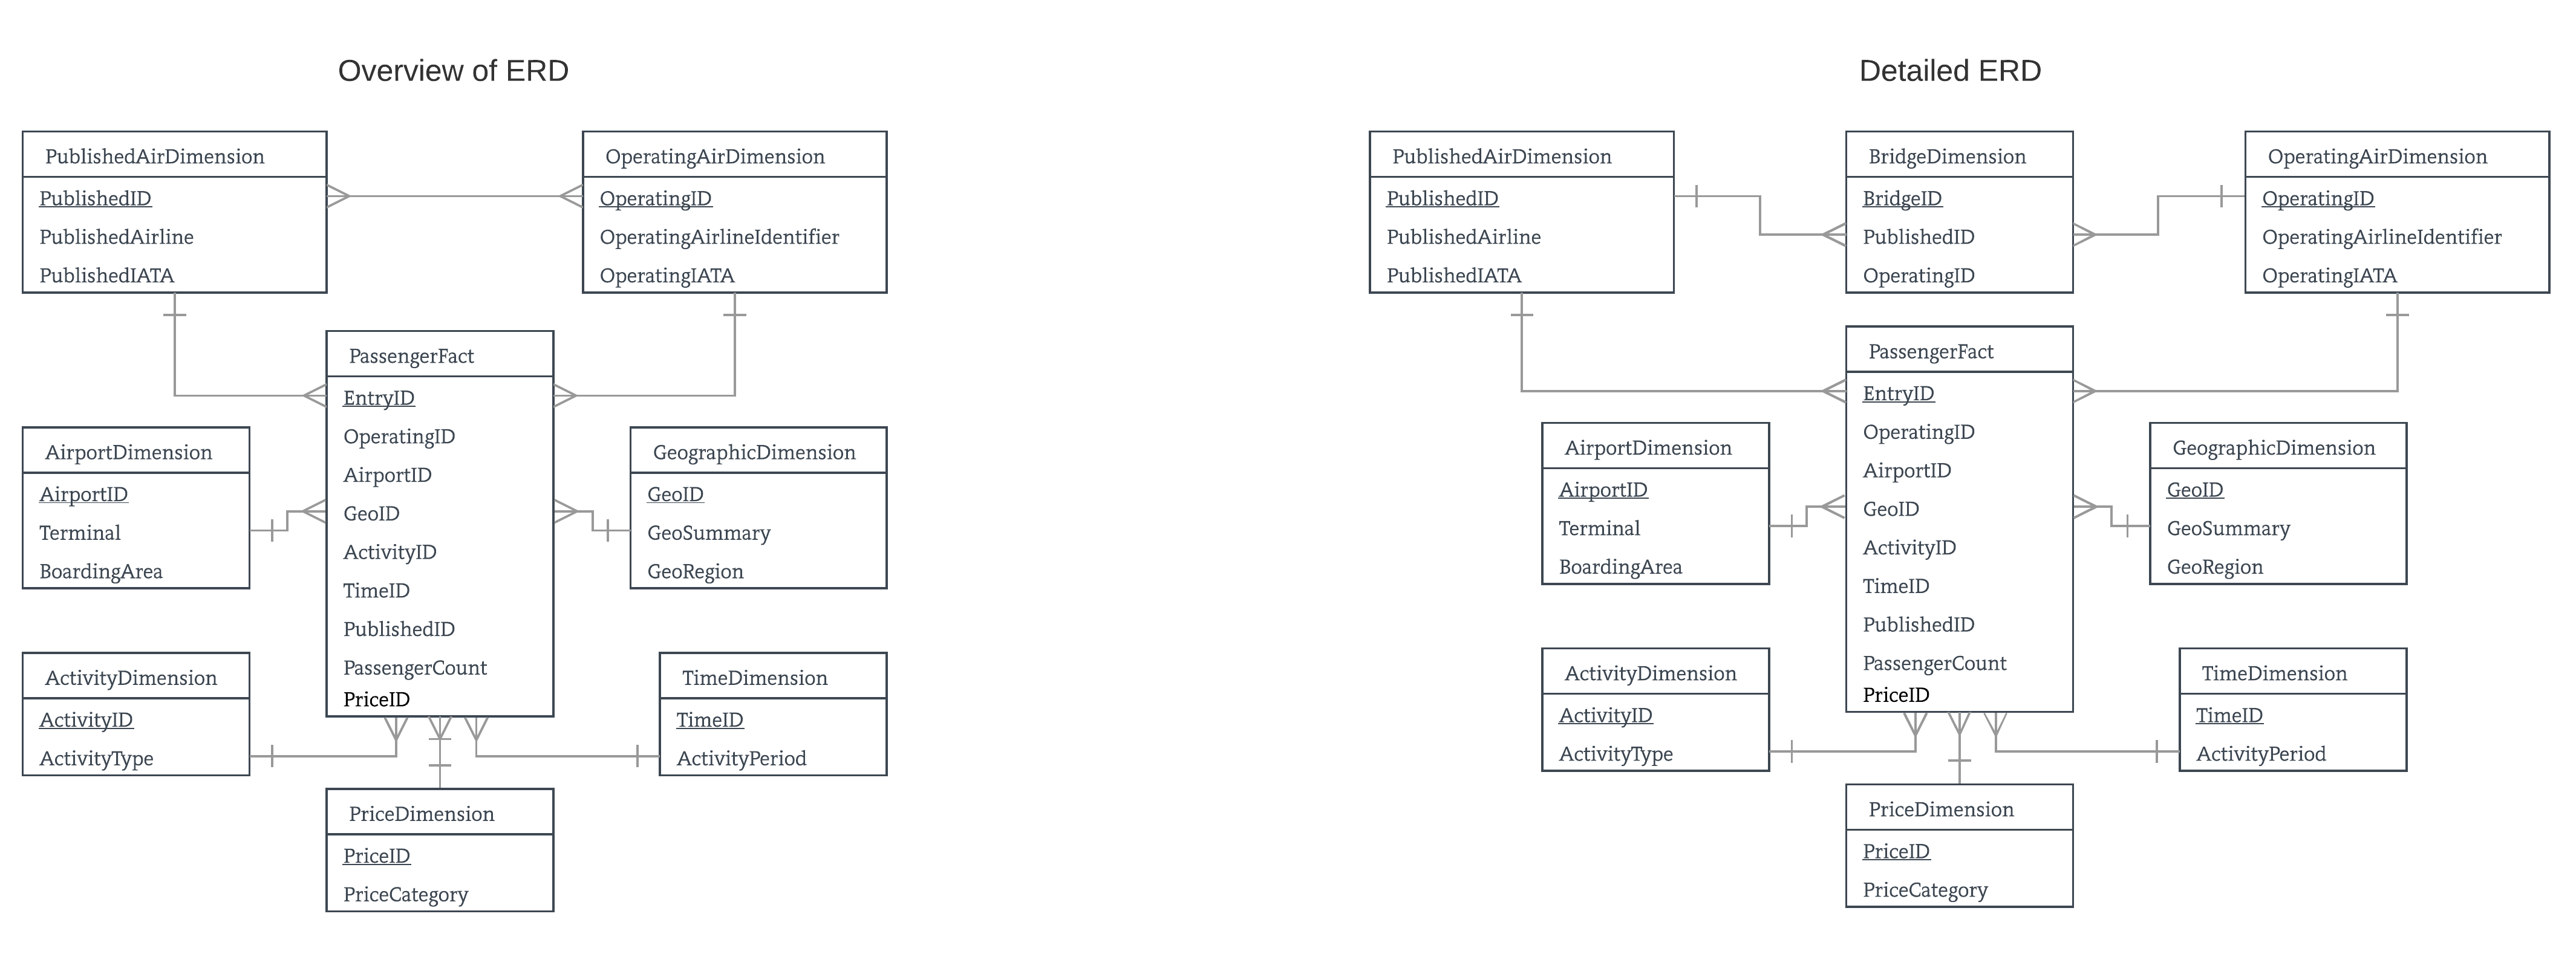 Overview of ERD
PublishedAirDimension
PublishedID
PublishedAirline
PublishedIATA
OperatingAirDimension
OperatingID
OperatingAirlineIdentifier
OperatingIATA
PassengerFact
EntryID
OperatingID
AirportID
GeoID
ActivityID
TimeID
PublishedID
PassengerCount
PriceID
AirportDimension
AirportID
Terminal
BoardingArea
GeographicDimension
GeoID
GeoSummary
GeoRegion
ActivityDimension
ActivityID
ActivityType
TimeDimension
TimeID
ActivityPeriod
PriceDimension
PriceID
PriceCategory
Detailed ERD
PublishedAirDimension
PublishedID
PublishedAirline
PublishedIATA
BridgeDimension
BridgeID
PublishedID
OperatingID
OperatingAirDimension
OperatingID
OperatingAirlineIdentifier
OperatingIATA
PassengerFact
EntryID
OperatingID
AirportID
GeoID
ActivityID
TimeID
PublishedID
PassengerCount
PriceID
AirportDimension
AirportID
Terminal
BoardingArea
GeographicDimension
GeoID
GeoSummary
GeoRegion
ActivityDimension
ActivityID
ActivityType
TimeDimension
TimeID
ActivityPeriod
PriceDimension
PriceID
PriceCategory